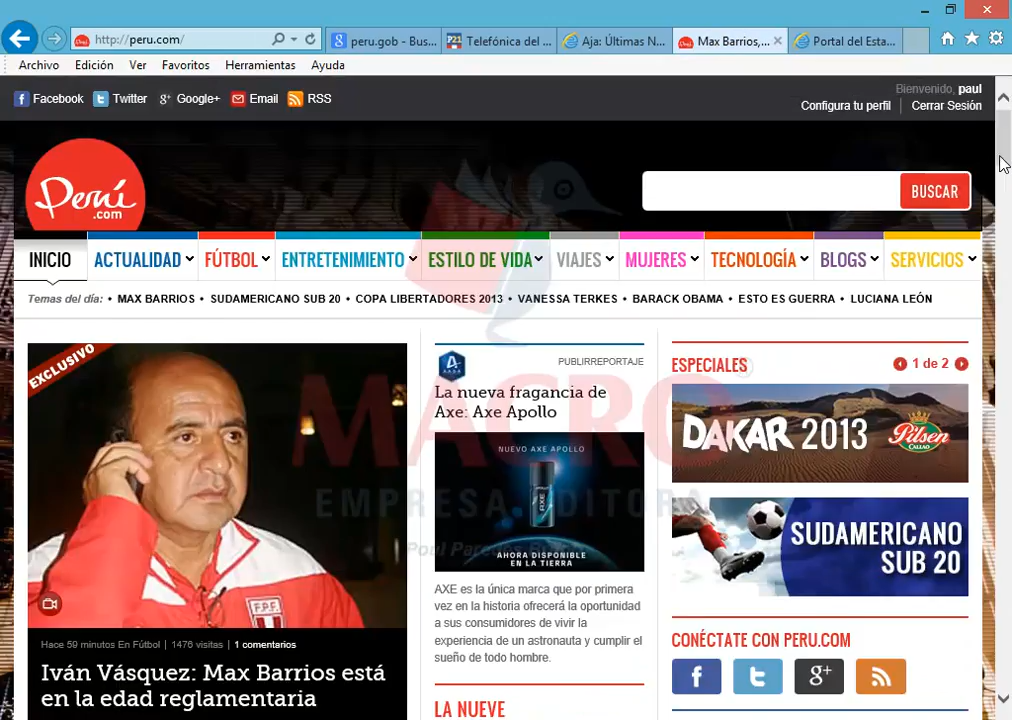 http://peru.com/
peru.gob - Bus...
Telefónica del ...
Aja: Últimas N...
Max Barrios,...
Portal del Esta...
Archivo Edición Ver Favoritos Herramientas Ayuda
Facebook Twitter Google+ Email RSS
Bienvenido, paul
Configura tu perfil | Cerrar Sesión
Perú
.com
BUSCAR
INICIO ACTUALIDAD FÚTBOL ENTRETENIMIENTO ESTILO DE VIDA VIAJES MUJERES TECNOLOGÍA BLOGS SERVICIOS
Temas del día: • MAX BARRIOS • SUDAMERICANO SUB 20 • COPA LIBERTADORES 2013 • VANESSA TERKES • BARACK OBAMA • ESTO ES GUERRA • LUCIANA LEÓN
EXCLUSIVO
F.P.F.
Hace 59 minutos En Fútbol | 1476 visitas | 1 comentarios
Iván Vásquez: Max Barrios está
en la edad reglamentaria
PUBLIRREPORTAJE
La nueva fragancia de
Axe: Axe Apollo
NUEVO AXE APOLLO
AXE
AHORA DISPONIBLE
EN LA TIERRA
AXE es la única marca que por primera
vez en la historia ofrecerá la oportunidad
a sus consumidores de vivir la
experiencia de un astronauta y cumplir el
sueño de todo hombre.
LA NUEVE
ESPECIALES
1 de 2
DAKAR 2013
Pilsen
CALLAO
SUDAMERICANO
SUB 20
CONÉCTATE CON PERU.COM
MACRO
EMPRESA EDITORA